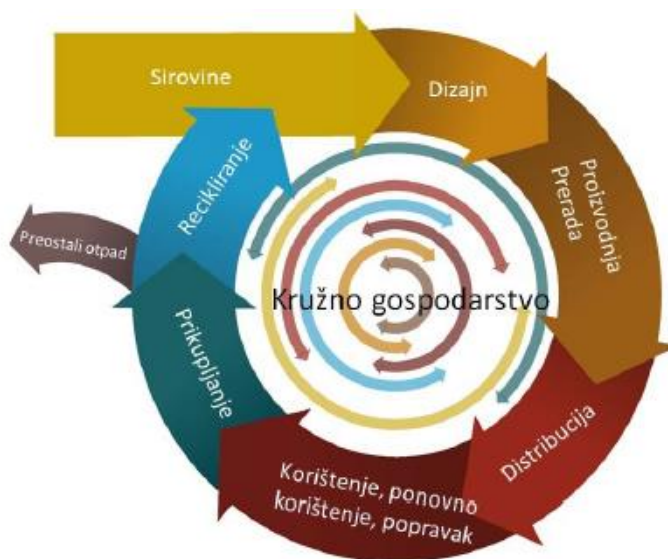 Sirovine
Dizajn
Proizvodnja
Prerada
Distribucija
Korištenje, ponovno
korištenje, popravak
Prikupljanje
Preostali otpad
Recikliranje
Kružno gospodarstvo